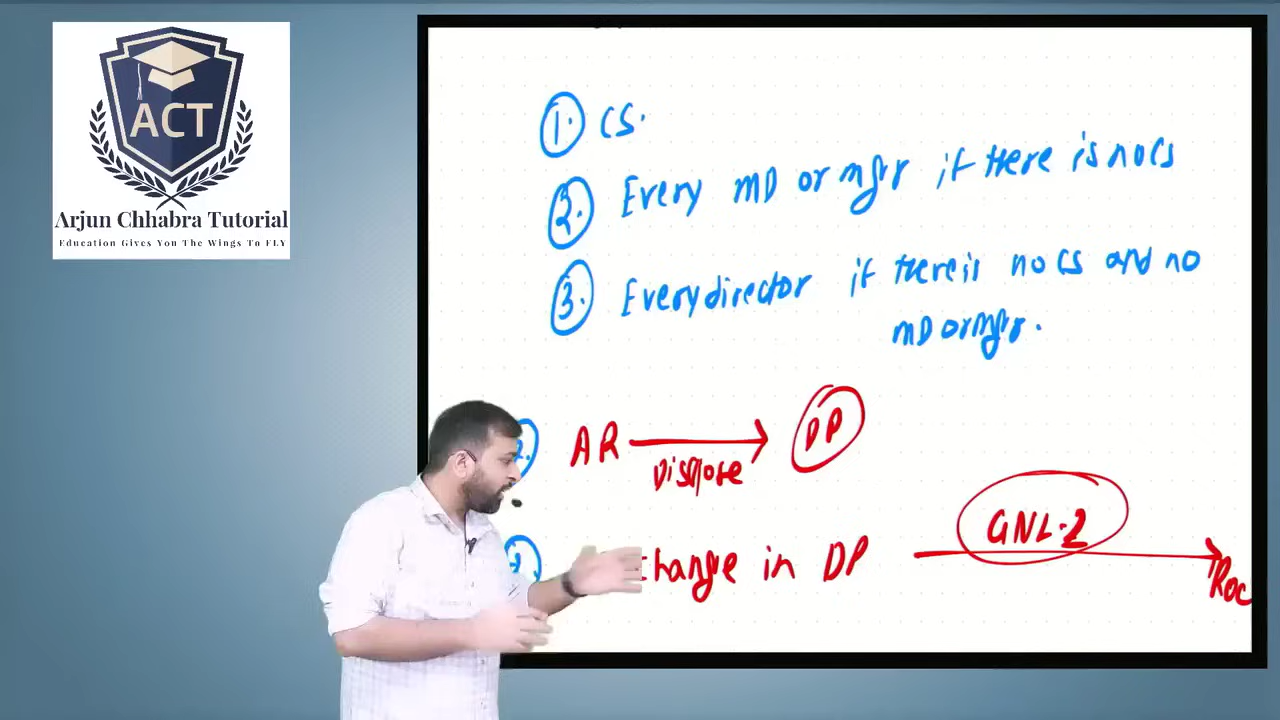 ACT
Arjun Chhabra Tutorial
Education Gives You The Wings To FLY
1. CS.
2. Every MD or mgr if there is no CS
3. Every director if there is no CS and no
MD or mgr.
AR Disclose DP
change in DP GNL-2 ROC